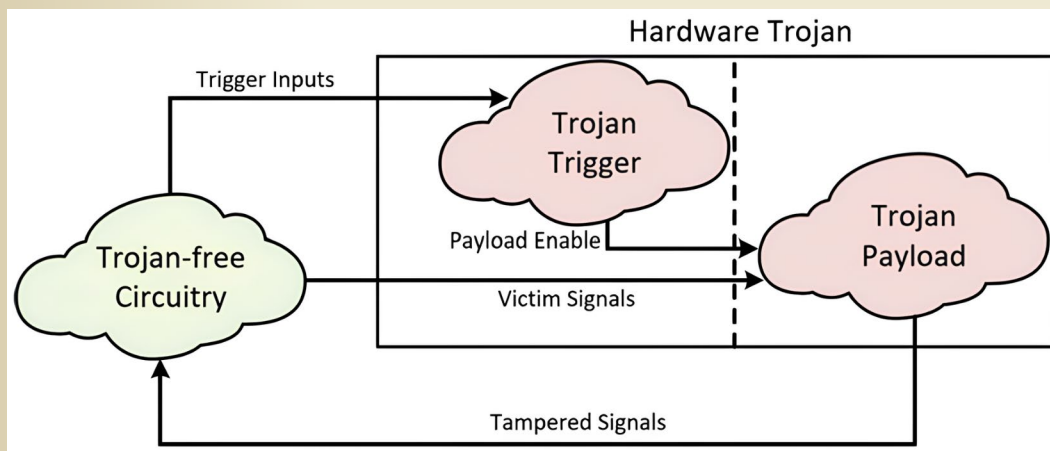 Hardware Trojan
Trigger Inputs
Trojan
Trigger
Payload Enable
Trojan
Payload
Trojan-free
Circuitry
Victim Signals
Tampered Signals